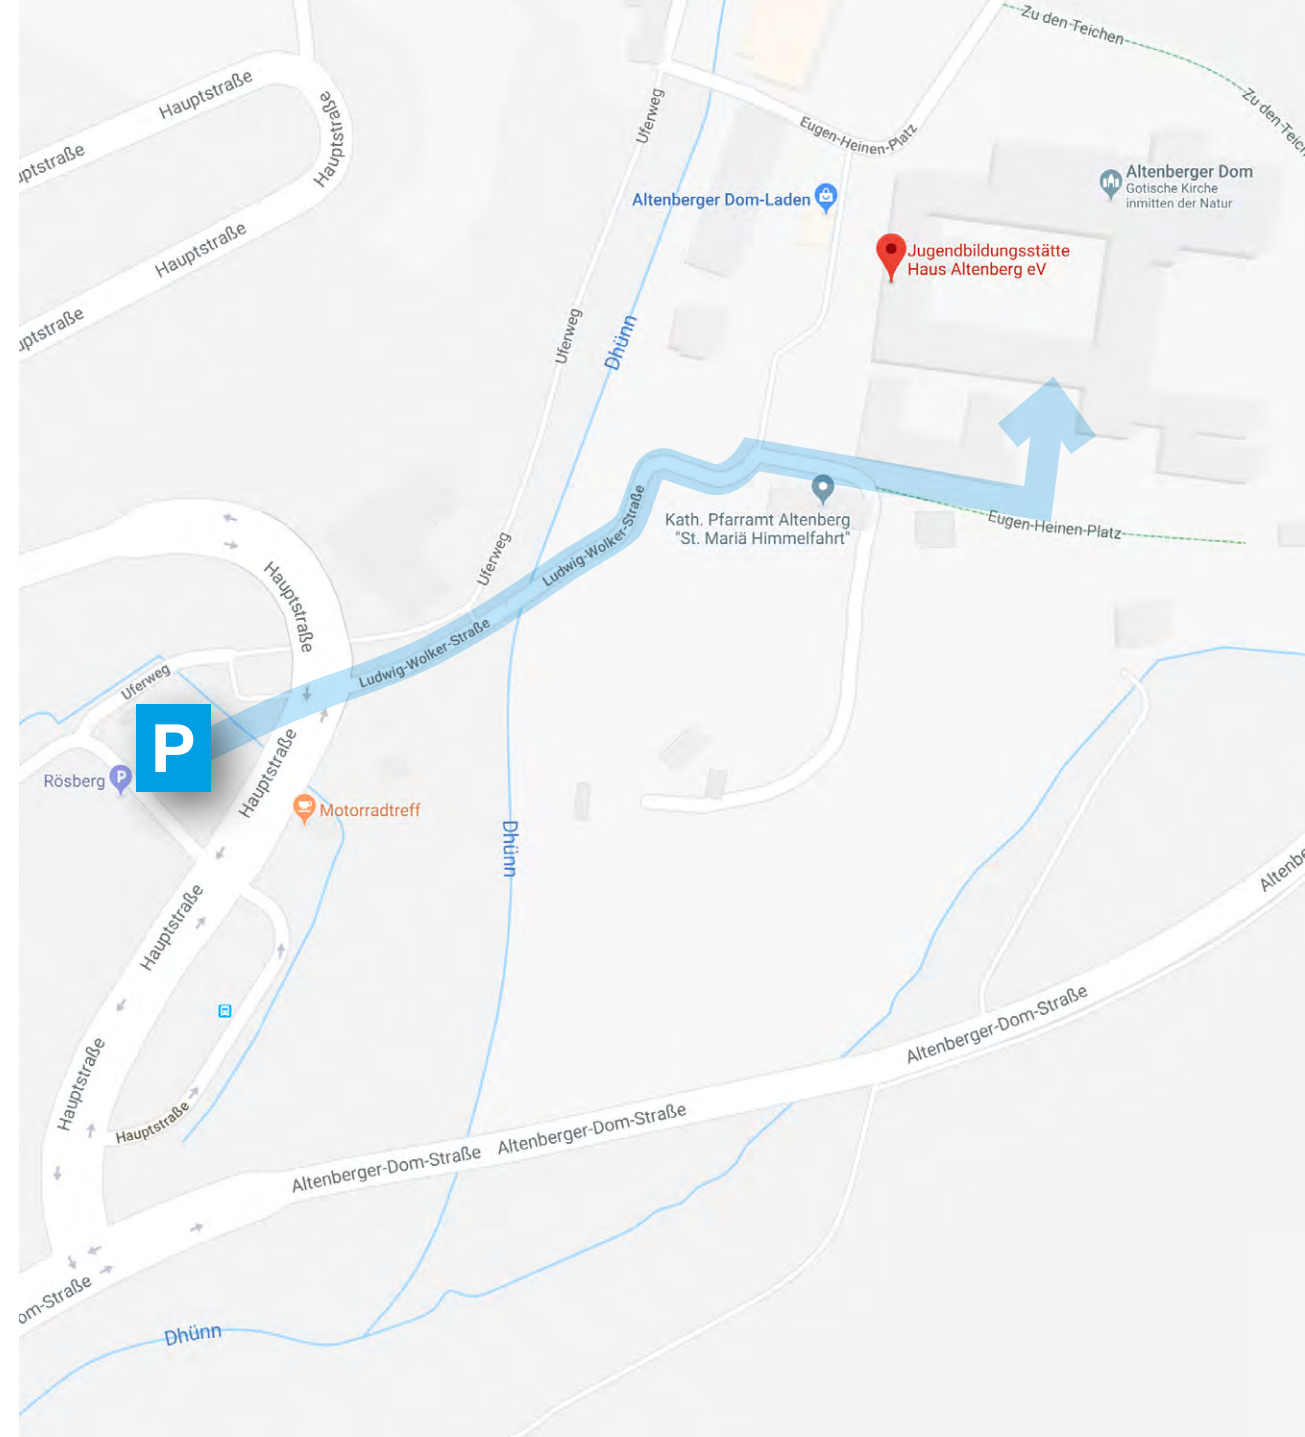 Zu den-Teichen
Hauptstraße
Hauptstraße
Zu den-Teich
Uferweg
Eugen-Heinen-Platz
ptstraße
Altenberger Dom
Gotische Kirche
inmitten der Natur
Altenberger Dom-Laden
Hauptstraße
Jugendbildungsstätte
Haus Altenberg eV
ptstraße
Uferweg
Dhünn
Kath. Pfarramt Altenberg
"St. Mariä Himmelfahrt"
Eugen-Heinen-Platz
Ludwig-Wolker-Straße
Uferweg
Hauptstraße
Ludwig-Wolker-Straße
Uferweg
P
Rösberg
P
Hauptstraße
Motorradtreff
Dhünn
Altenbe
Hauptstraße
Altenberger-Dom-Straße
Hauptstraße
Hauptstraße
Altenberger-Dom-Straße
Altenberger-Dom-Straße
om-Straße
Dhünn